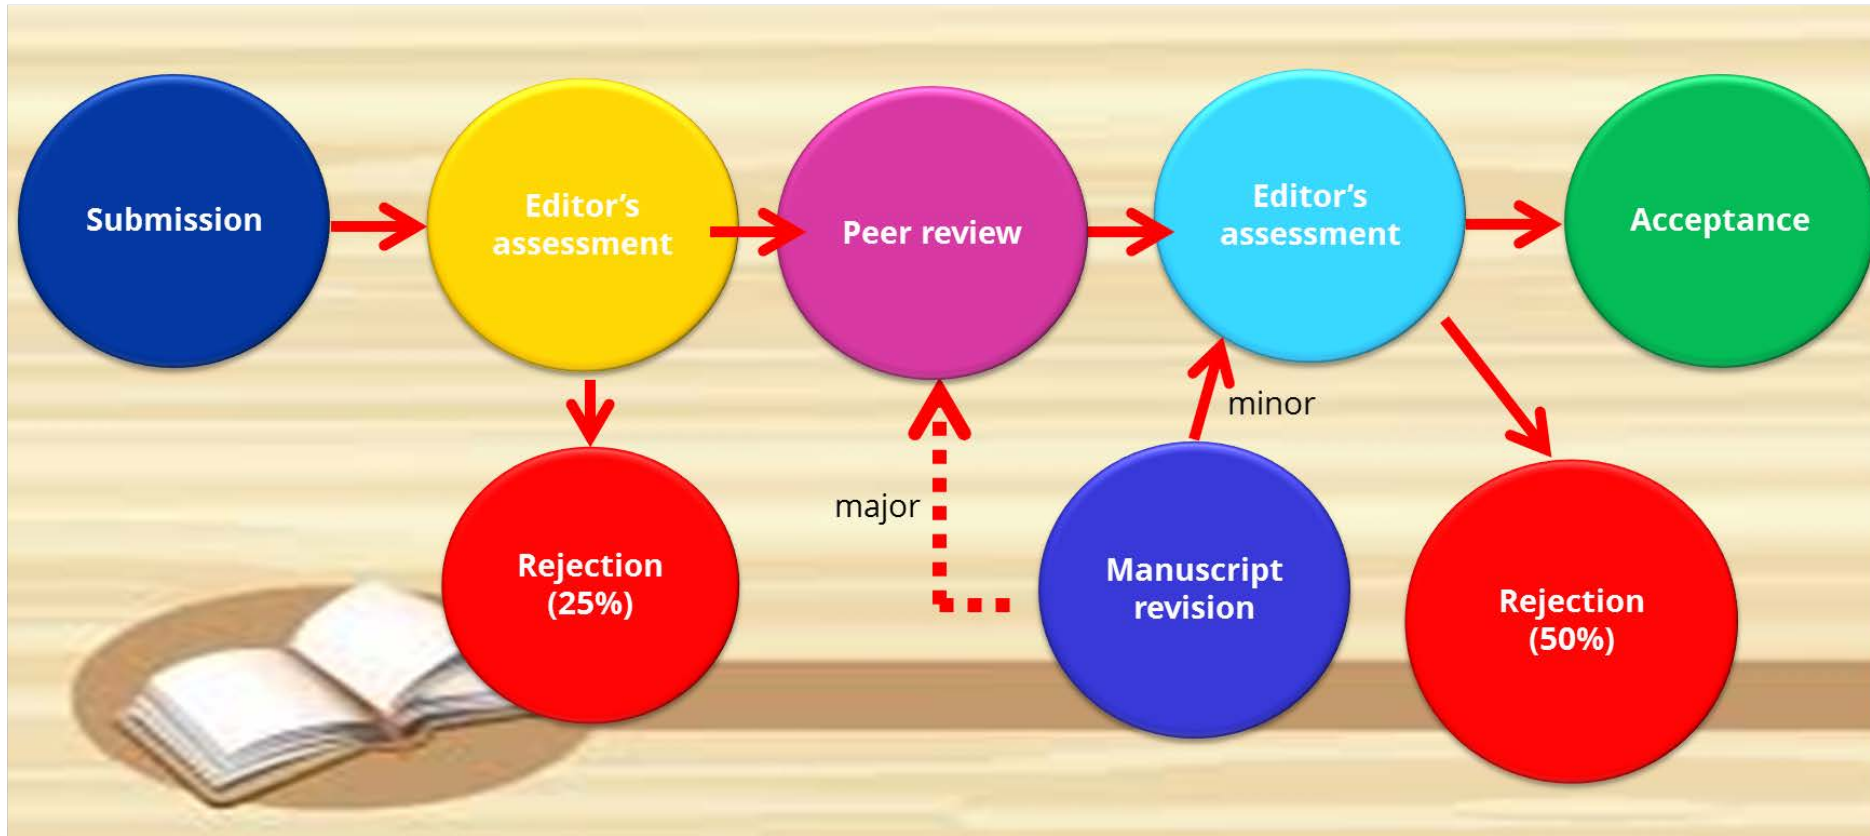 Submission
Editor’s
assessment
Peer review
Editor’s
assessment
Acceptance
minor
major
Rejection
(25%)
Manuscript
revision
Rejection
(50%)